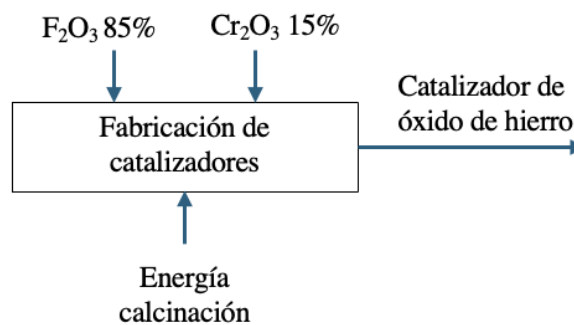 F₂O₃ 85%
Cr₂O₃ 15%
Fabricación de
catalizadores
Catalizador de
óxido de hierro
Energía
calcinación